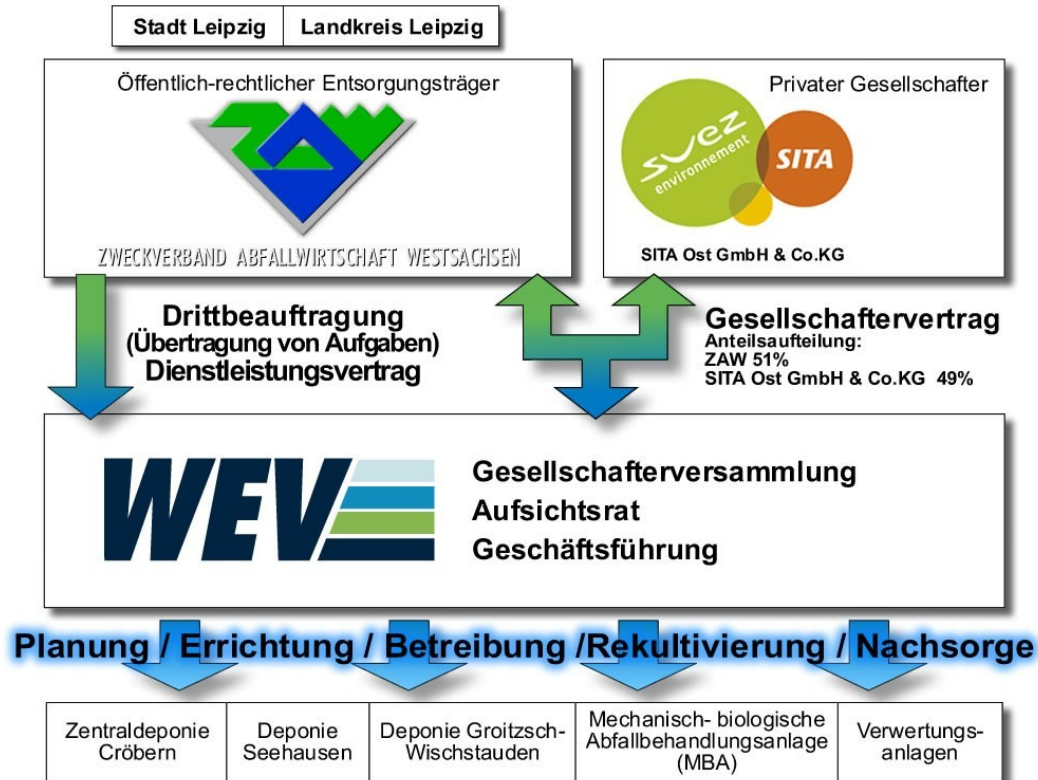 Stadt Leipzig
Landkreis Leipzig
Öffentlich-rechtlicher Entsorgungsträger
ZAW
ZWECKVERBAND ABFALLWIRTSCHAFT WESTSACHSEN
Privater Gesellschafter
suez
environnement
SITA
SITA Ost GmbH & Co.KG
Drittbeauftragung
(Übertragung von Aufgaben)
Dienstleistungsvertrag
Gesellschaftervertrag
Anteilsaufteilung:
ZAW 51%
SITA Ost GmbH & Co.KG 49%
WEV
Gesellschafterversammlung
Aufsichtsrat
Geschäftsführung
Planung / Errichtung / Betreibung /Rekultivierung / Nachsorge
Zentraldeponie
Cröbern
Deponie
Seehausen
Deponie Groitzsch-
Wischstauden
Mechanisch- biologische
Abfallbehandlungsanlage
(MBA)
Verwertungs-
anlagen